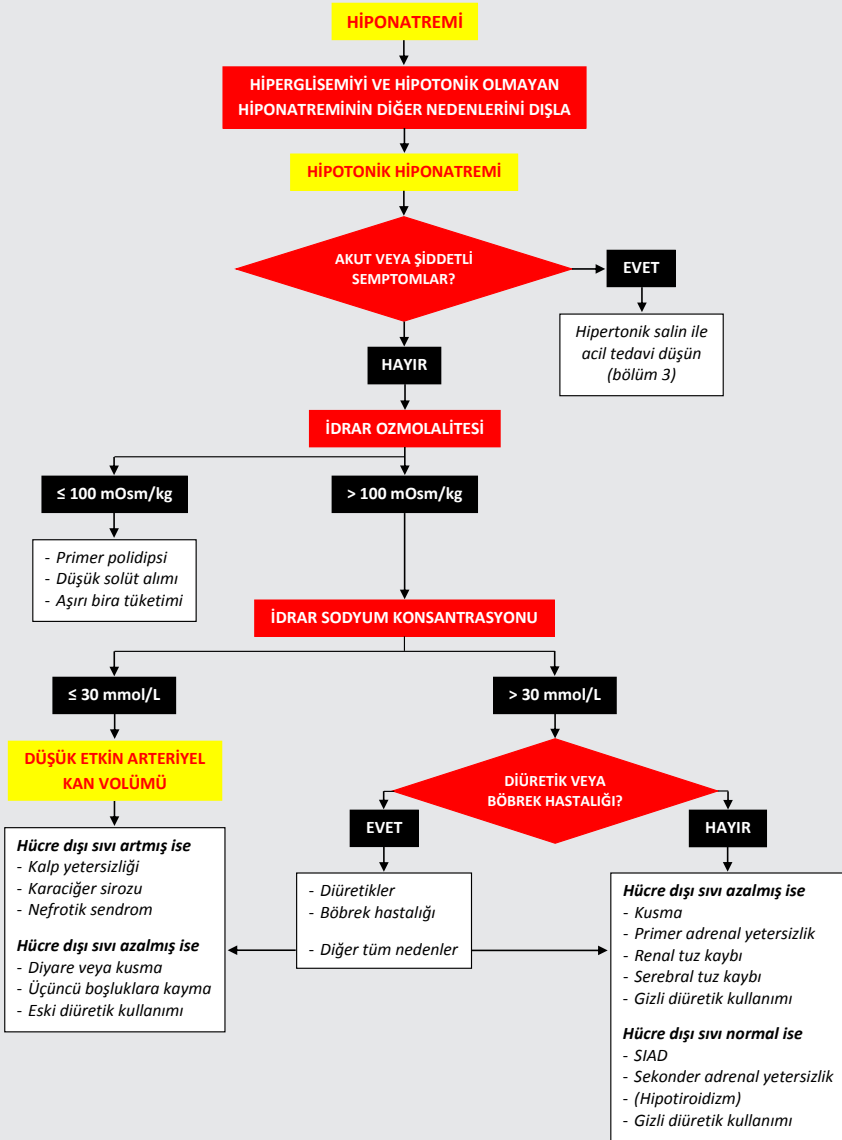 HİPONATREMİ
HİPERGLİSEMİYİ VE HİPOTONİK OLMAYAN
HİPONATREMİNİN DİĞER NEDENLERİNİ DIŞLA
HİPOTONİK HİPONATREMİ
AKUT VEYA ŞİDDETLİ
SEMPTOMLAR?
EVET
Hipertonik salin ile
acil tedavi düşün
(bölüm 3)
HAYIR
İDRAR OZMOLALİTESİ
≤ 100 mOsm/kg
> 100 mOsm/kg
- Primer polidipsi
- Düşük solüt alımı
- Aşırı bira tüketimi
İDRAR SODYUM KONSANTRASYONU
≤ 30 mmol/L
> 30 mmol/L
DÜŞÜK ETKİN ARTERİYEL
KAN VOLÜMÜ
DİÜRETİK VEYA
BÖBREK HASTALIĞI?
EVET
HAYIR
Hücre dışı sıvı artmış ise
- Kalp yetersizliği
- Karaciğer sirozu
- Nefrotik sendrom
Hücre dışı sıvı azalmış ise
- Diyare veya kusma
- Üçüncü boşluklara kayma
- Eski diüretik kullanımı
- Diüretikler
- Böbrek hastalığı
- Diğer tüm nedenler
Hücre dışı sıvı azalmış ise
- Kusma
- Primer adrenal yetersizlik
- Renal tuz kaybı
- Serebral tuz kaybı
- Gizli diüretik kullanımı
Hücre dışı sıvı normal ise
- SIAD
- Sekonder adrenal yetersizlik
- (Hipotiroidizm)
- Gizli diüretik kullanımı